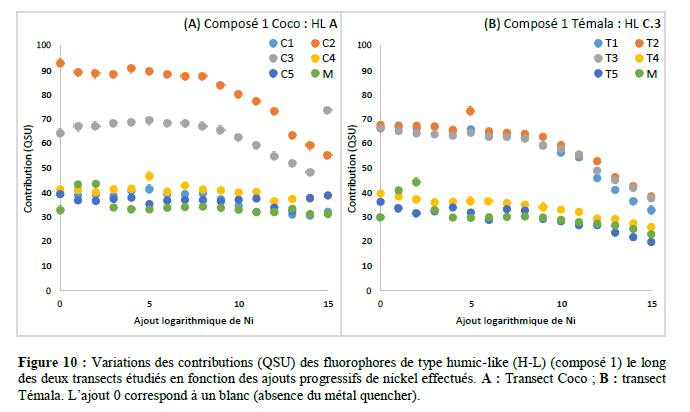 (A) Composé 1 Coco : HL A
C1 C2
C3 C4
C5 M
Contribution (QSU)
100
90
80
70
60
50
40
30
20
10
0
0 5 10 15
Ajout logarithmique de Ni
(B) Composé 1 Témala : HL C.3
T1 T2
T3 T4
T5 M
Contribution (QSU)
100
90
80
70
60
50
40
30
20
10
0
0 5 10 15
Ajout logarithmique de Ni
Figure 10 : Variations des contributions (QSU) des fluorophores de type humic-like (H-L) (composé 1) le long
des deux transects étudiés en fonction des ajouts progressifs de nickel effectués. A : Transect Coco ; B : transect
Témala. L’ajout 0 correspond à un blanc (absence du métal quencher).